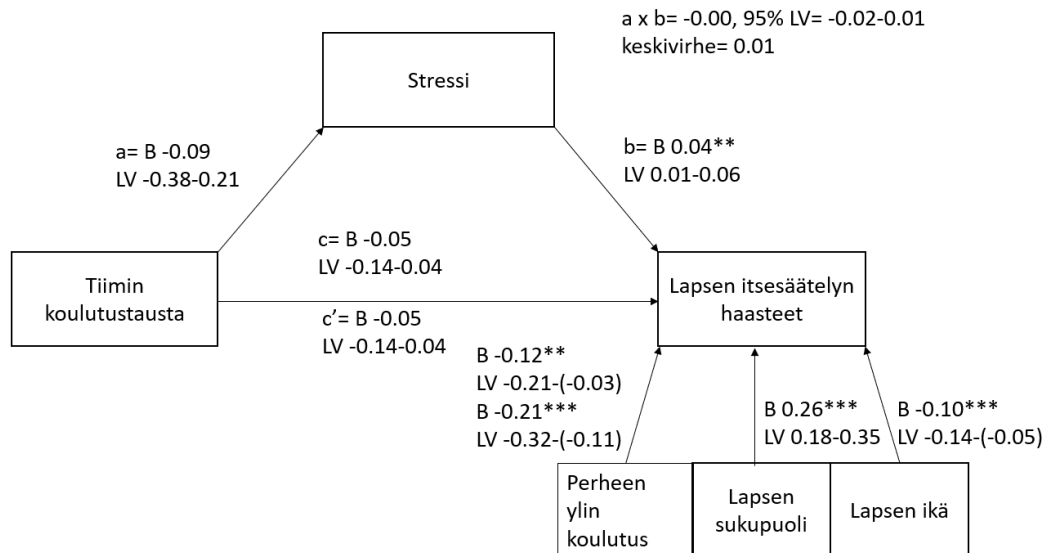 a x b= -0.00, 95% LV= -0.02-0.01
keskivirhe= 0.01
Stressi
a= B -0.09
LV -0.38-0.21
b= B 0.04**
LV 0.01-0.06
c= B -0.05
LV -0.14-0.04
Tiimin
koulutustausta
Lapsen itsesäätelyn
haasteet
c’= B -0.05
LV -0.14-0.04
B -0.12**
LV -0.21-(-0.03)
B -0.21***
LV -0.32-(-0.11)
B 0.26***
LV 0.18-0.35
B -0.10***
LV -0.14-(-0.05)
Perheen
ylin
koulutus
Lapsen
sukupuoli
Lapsen ikä